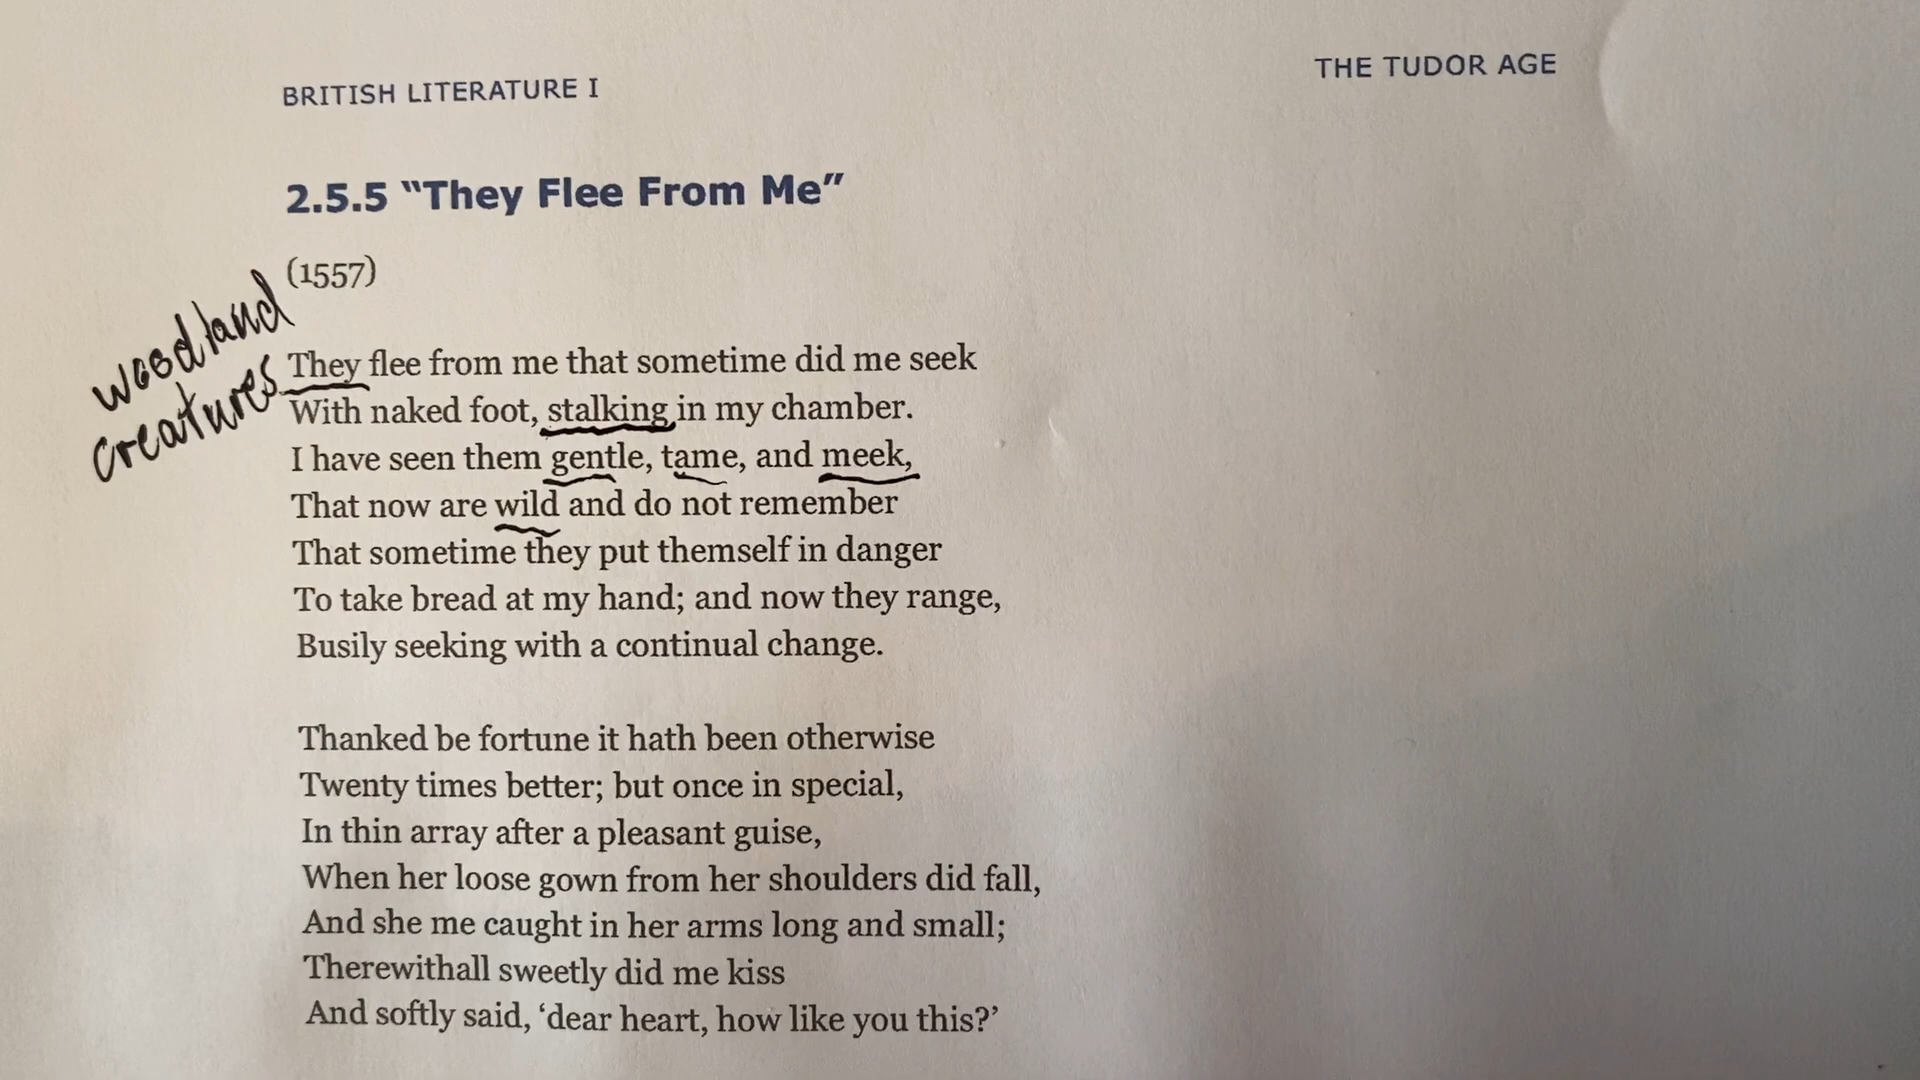 BRITISH LITERATURE I
THE TUDOR AGE
2.5.5 “They Flee From Me”
(1557)
woodland
creatures
They flee from me that sometime did me seek
With naked foot, stalking in my chamber.
I have seen them gentle, tame, and meek,
That now are wild and do not remember
That sometime they put themself in danger
To take bread at my hand; and now they range,
Busily seeking with a continual change.
Thanked be fortune it hath been otherwise
Twenty times better; but once in special,
In thin array after a pleasant guise,
When her loose gown from her shoulders did fall,
And she me caught in her arms long and small;
Therewithall sweetly did me kiss
And softly said, ‘dear heart, how like you this?’